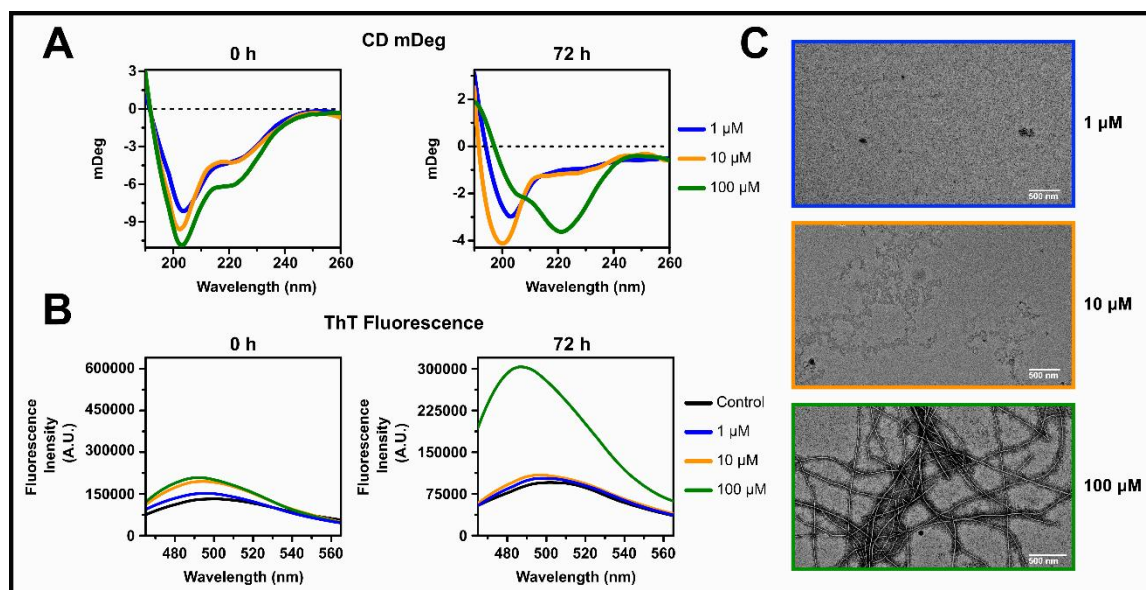 A
CD mDeg
0 h
72 h
3
0
-3
-6
-9
mDeg
200 220 240 260
Wavelength (nm)
2
0
-2
-4
mDeg
200 220 240 260
Wavelength (nm)
1 µM
10 µM
100 µM
B
ThT Fluorescence
0 h
72 h
600000
450000
300000
150000
0
Fluorescence
Inensity
(A.U.)
480 500 520 540 560
Wavelength (nm)
300000
225000
150000
75000
0
Fluorescence
Inensity
(A.U.)
480 500 520 540 560
Wavelength (nm)
Control
1 µM
10 µM
100 µM
C
500 nm
1 µM
500 nm
10 µM
500 nm
100 µM